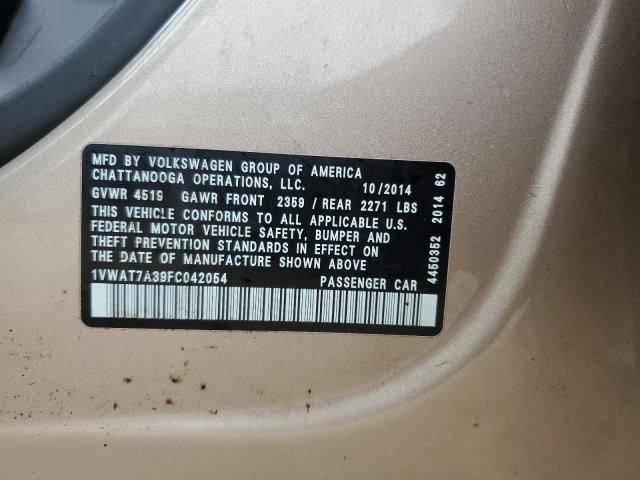 MFD BY VOLKSWAGEN GROUP OF AMERICA
CHATTANOOGA OPERATIONS, LLC. 10/2014
GVWR 4519 GAWR FRONT 2359 / REAR 2271 LBS
THIS VEHICLE CONFORMS TO ALL APPLICABLE U.S.
FEDERAL MOTOR VEHICLE SAFETY, BUMPER AND
THEFT PREVENTION STANDARDS IN EFFECT ON
THE DATE OF MANUFACTURE SHOWN ABOVE
1VWAT7A39FC042054 PASSENGER CAR
4450352 2014 62